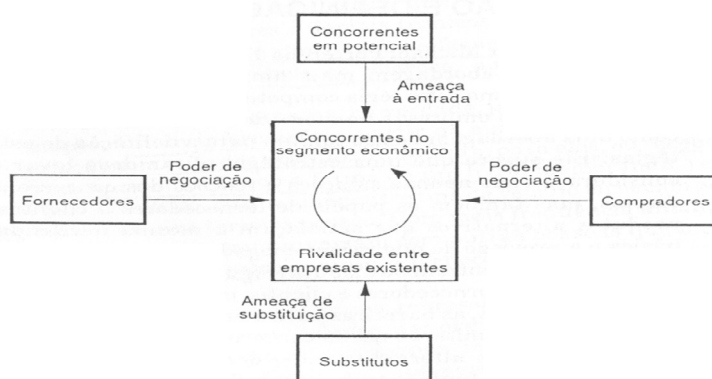 Concorrentes
em potencial
Ameaça
à entrada
Concorrentes no
segmento econômico
Poder de
negociação
Fornecedores
Poder de
negociação
Compradores
Rivalidade entre
empresas existentes
Ameaça de
substituição
Substitutos